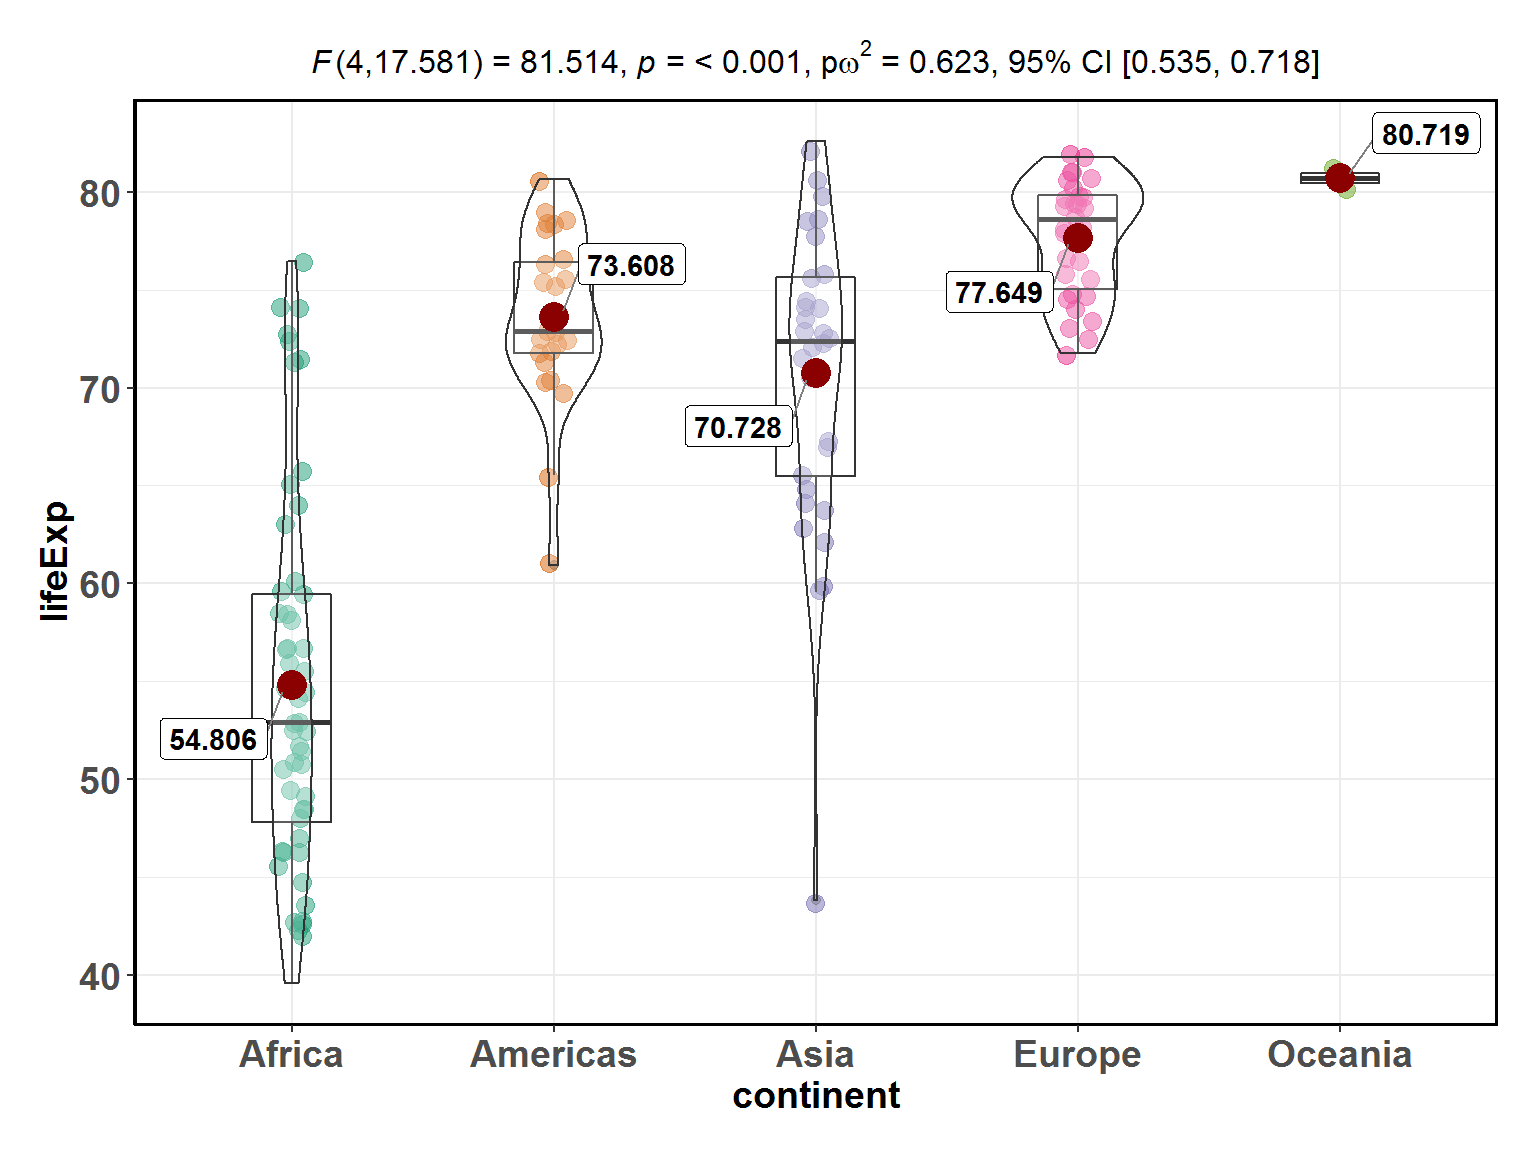 F(4,17.581) = 81.514, p = < 0.001, pω² = 0.623, 95% CI [0.535, 0.718]
lifeExp
80
70
60
50
40
54.806
73.608
70.728
77.649
80.719
Africa Americas Asia Europe Oceania
continent